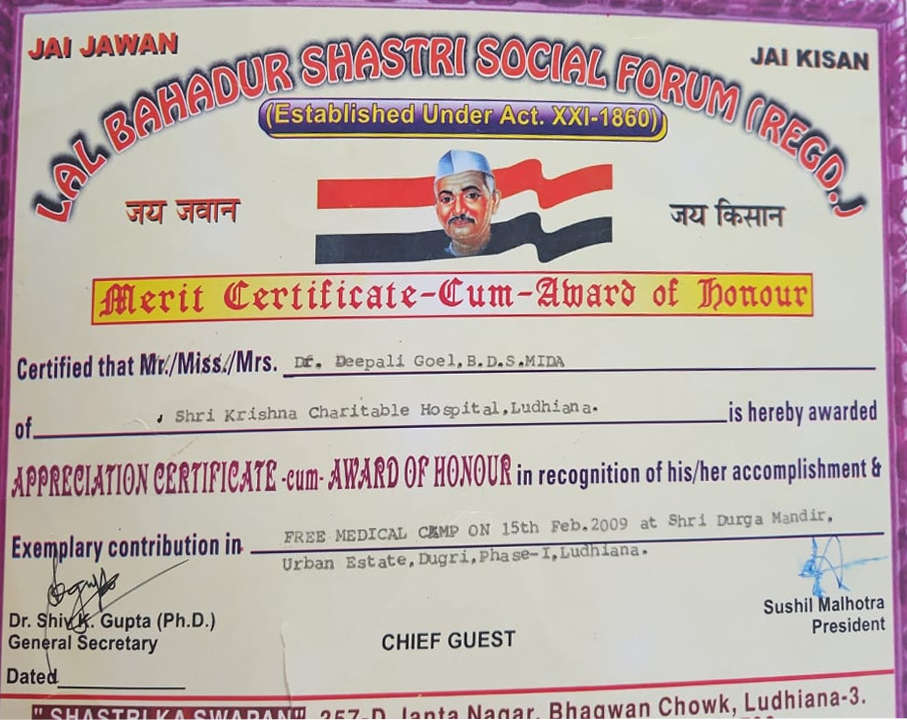 JAI JAWAN
JAI KISAN
LAL BAHADUR SHASTRI SOCIAL FORUM (REGD.)
(Established Under Act. XXI-1860)
जय जवान
जय किसान
Merit Certificate-Cum-Award of Honour
Certified that Mr./Miss./Mrs. Dr. Deepali Goel,B.D.S.MIDA
of Shri Krishna Charitable Hospital,Ludhiana. is hereby awarded
APPRECIATION CERTIFICATE -cum- AWARD OF HONOUR in recognition of his/her accomplishment &
Exemplary contribution in FREE MEDICAL CAMP ON 15th Feb.2009 at Shri Durga Mandir,
Urban Estate,Dugri,Phase-I,Ludhiana.
Dr. Shiv K. Gupta (Ph.D.)
General Secretary
Dated
CHIEF GUEST
Sushil Malhotra
President
"SHASTRI KA SWAPAN" 257-D, Janta Nagar, Bhagwan Chowk, Ludhiana-3.